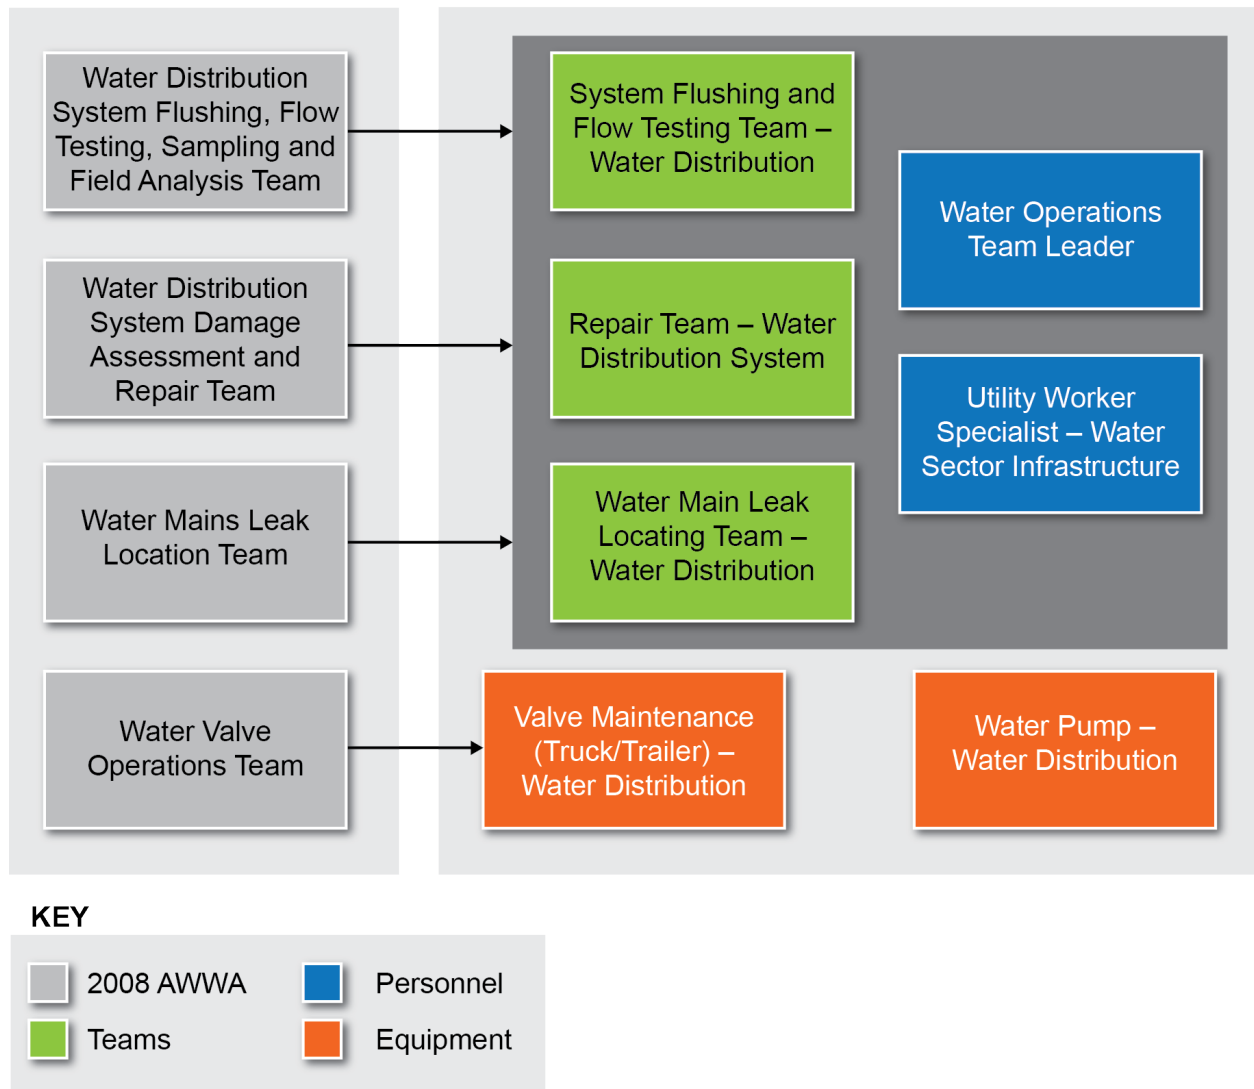 Water Distribution
System Flushing, Flow
Testing, Sampling and
Field Analysis Team
System Flushing and
Flow Testing Team –
Water Distribution
Water Operations
Team Leader
Water Distribution
System Damage
Assessment and
Repair Team
Repair Team – Water
Distribution System
Utility Worker
Specialist – Water
Sector Infrastructure
Water Mains Leak
Location Team
Water Main Leak
Locating Team –
Water Distribution
Water Valve
Operations Team
Valve Maintenance
(Truck/Trailer) –
Water Distribution
Water Pump –
Water Distribution
KEY
2008 AWWA
Personnel
Teams
Equipment